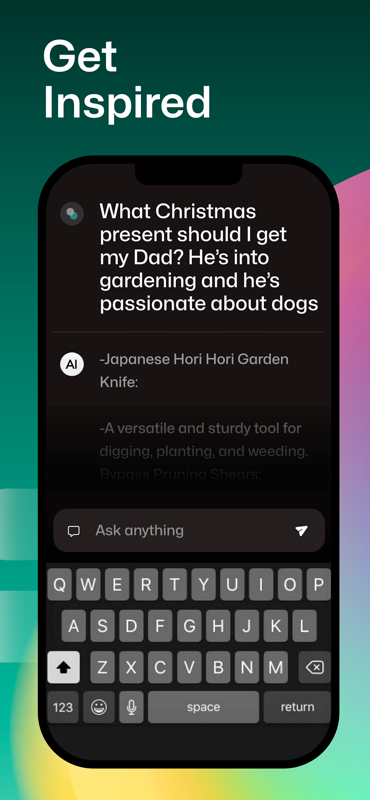 Get
Inspired
What Christmas
present should I get
my Dad? He's into
gardening and he's
passionate about dogs
AI
-Japanese Hori Hori Garden
Knife:
-A versatile and sturdy tool for
digging, planting, and weeding.
Bypass Pruning Shears:
Ask anything
Q W E R T Y U I O P
A S D F G H J K L
Z X C V B N M
123 space return